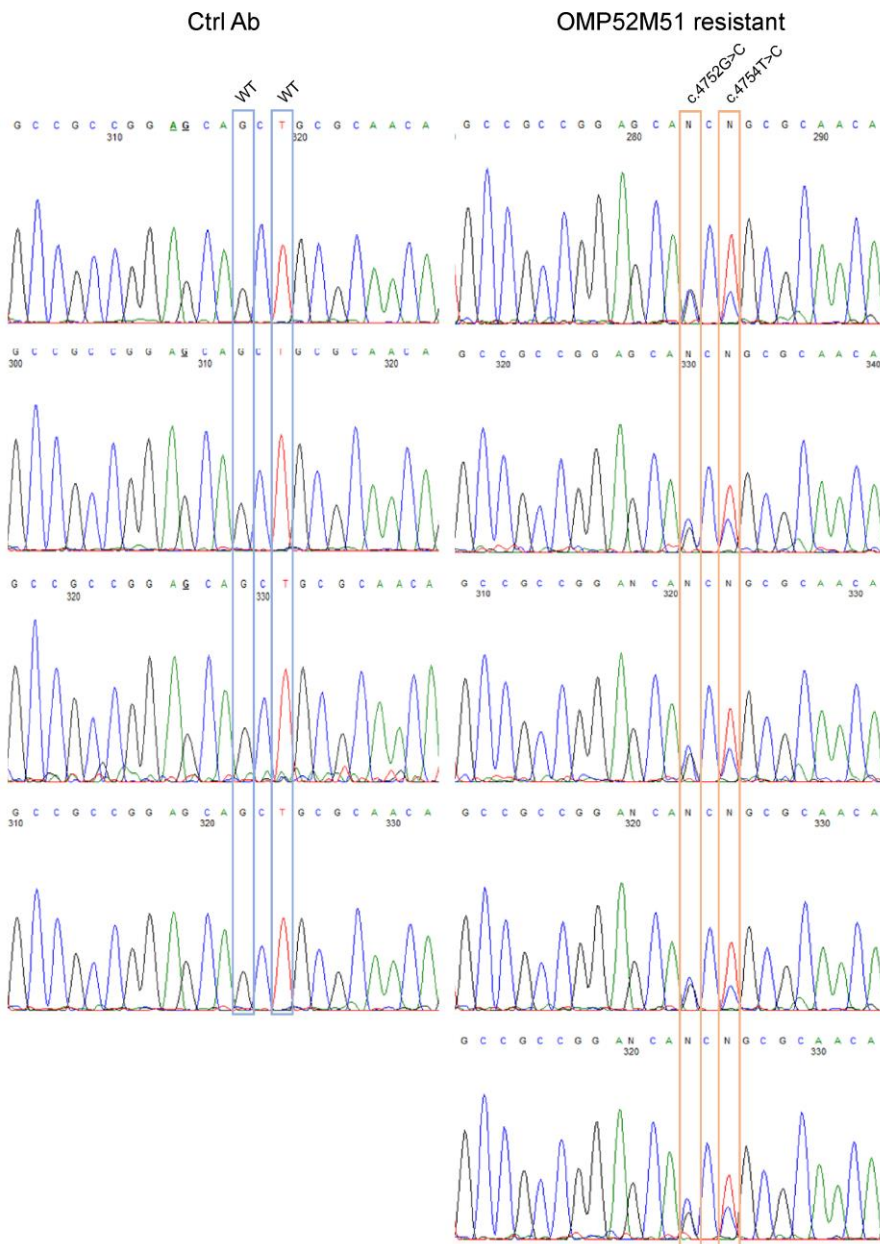 Ctrl Ab
WT WT
G C C G C C G G A G C A G C T G C G C A A C A
310 320
G C C G C C G G A G C A G C T G C G C A A C A
300 310 320
G C C G C C G G A G C A G C T G C G C A A C A
320 330
G C C G C C G G A G C A G C T G C G C A A C A
310 320 330
OMP52M51 resistant
c.4752G>C c.4754T>C
G C C G C C G G A G C A N C N G C G C A A C A
280 290
G C C G C C G G A G C A N C N G C G C A A C A
320 330 340
G C C G C C G G A N C A N C N G C G C A A C A
310 320 330
G C C G C C G G A N C A N C N G C G C A A C A
320 330
G C C G C C G G A N C A N C N G C G C A A C A
320 330